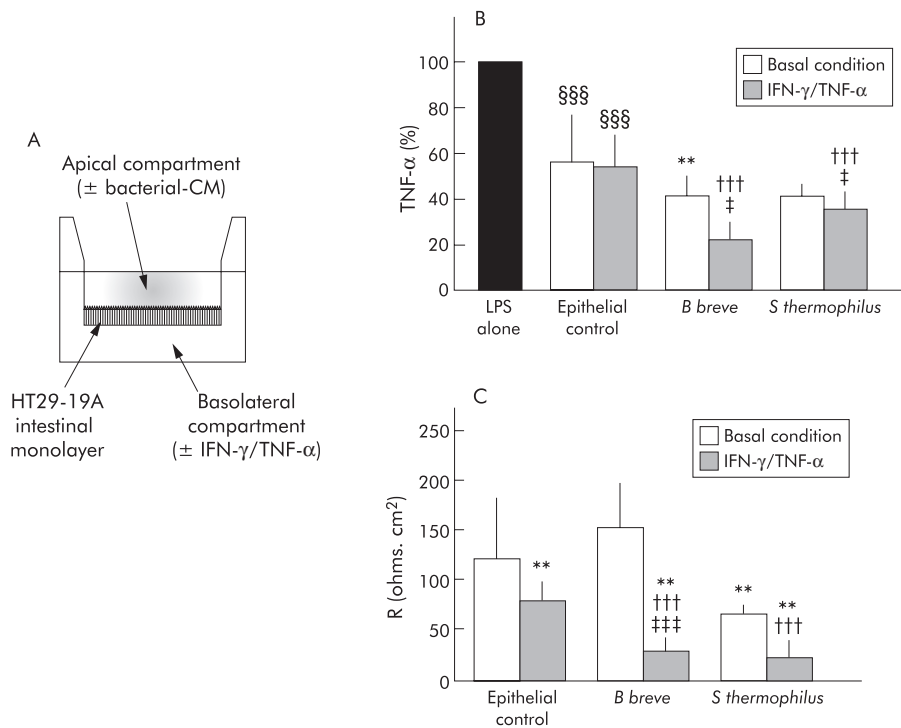 A
Apical compartment
(± bacterial-CM)
HT29-19A
intestinal
monolayer
Basolateral
compartment
(± IFN-γ/TNF-α)
B
TNF-α (%)
100
80
60
40
20
0
Basal condition
IFN-γ/TNF-α
§§§
§§§
**
†††
‡
†††
‡
LPS
alone
Epithelial
control
B breve
S thermophilus
C
R (ohms. cm²)
250
200
150
100
50
0
Basal condition
IFN-γ/TNF-α
**
**
†††
‡‡‡
**
**
†††
Epithelial
control
B breve
S thermophilus